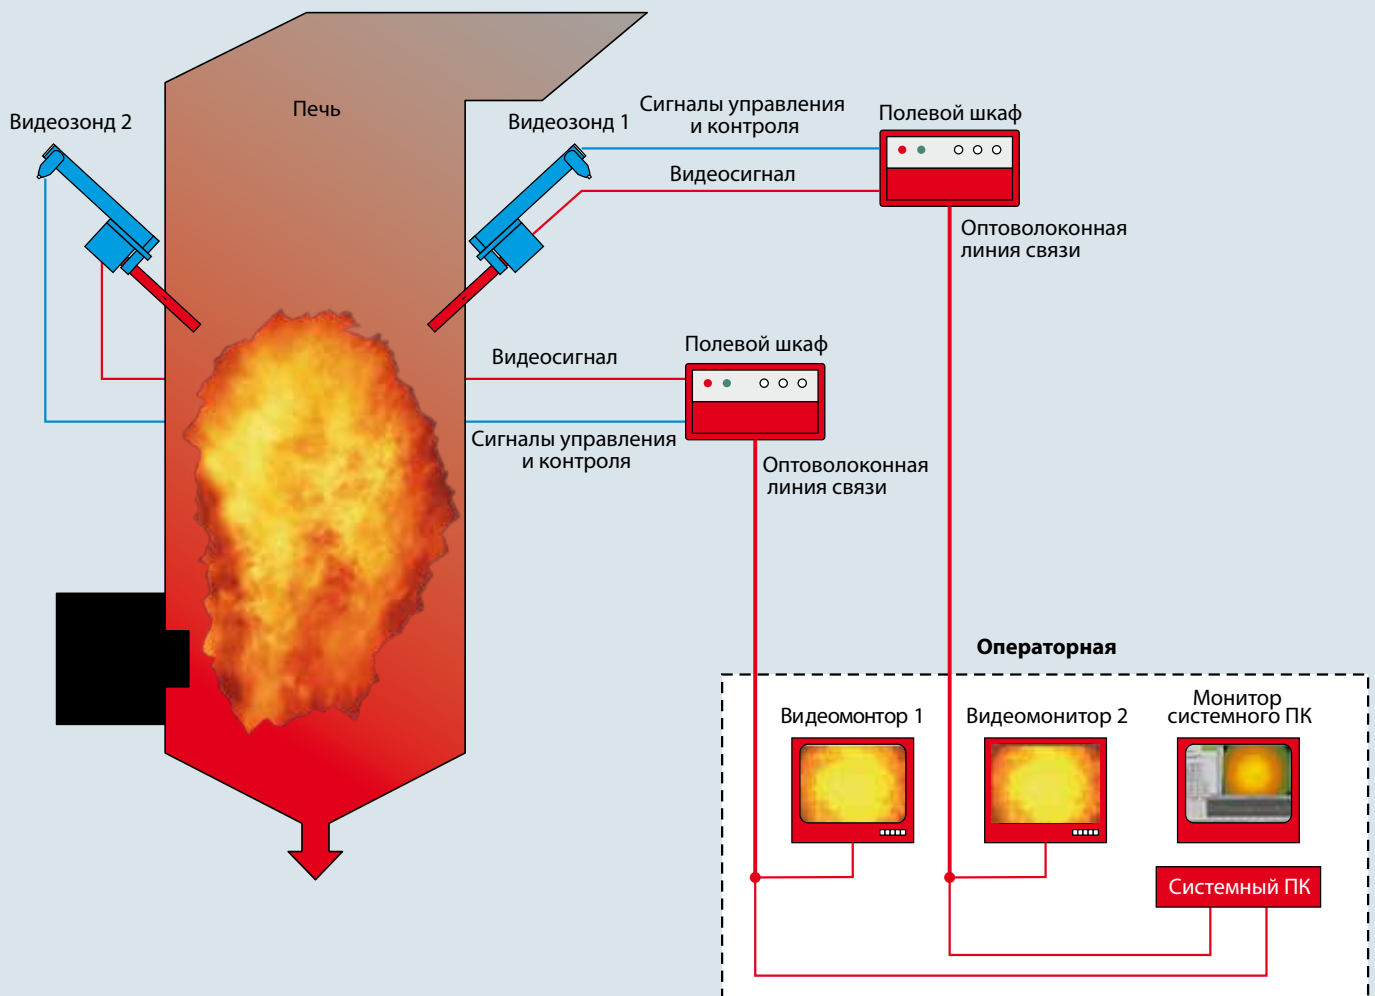 Печь
Видеозонд 2
Видеозонд 1
Сигналы управления
и контроля
Полевой шкаф
Видеосигнал
Оптоволоконная
линия связи
Видеосигнал
Полевой шкаф
Сигналы управления
и контроля
Оптоволоконная
линия связи
Операторная
Видеомонтор 1
Видеомонитор 2
Монитор
системного ПК
Системный ПК